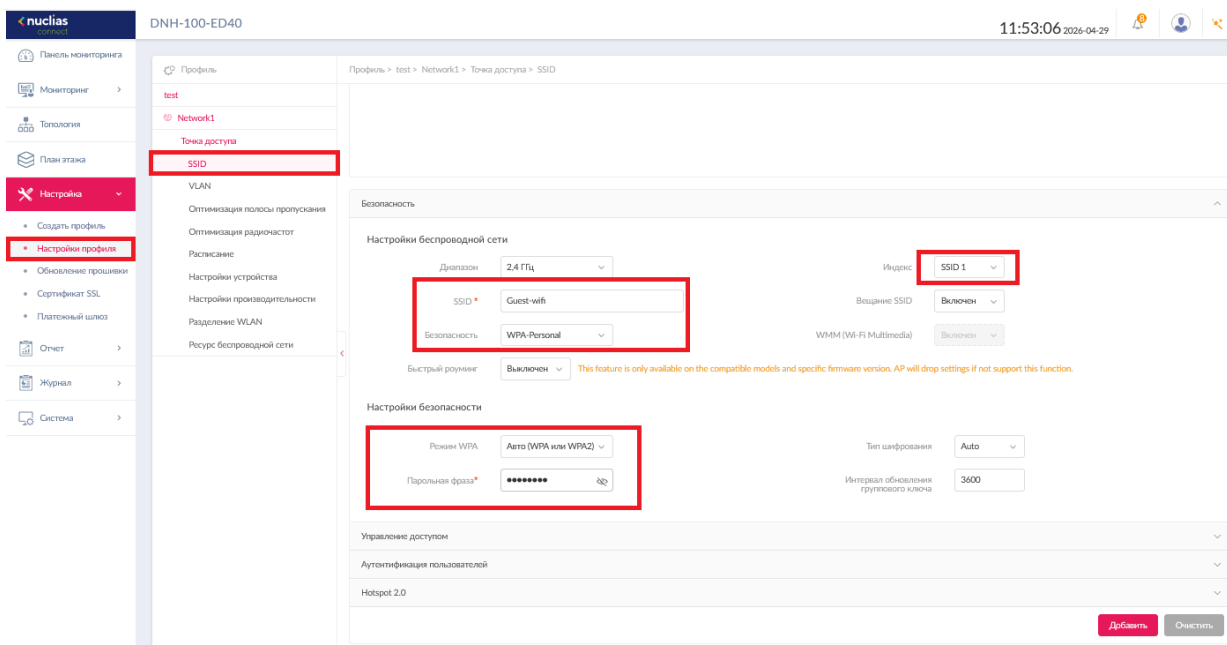 nuclias
connect
DNH-100-ED40
11:53:06 2026-04-29
8
Панель мониторинга
Мониторинг
Топология
План этажа
Настройка
Создать профиль
Настройки профиля
Обновление прошивки
Сертификат SSL
Платежный шлюз
Отчет
Журнал
Система
Профиль
test
Network1
Точка доступа
SSID
VLAN
Оптимизация полосы пропускания
Оптимизация радиочастот
Расписание
Настройки устройства
Настройки производительности
Разделение WLAN
Ресурс беспроводной сети
Профиль > test > Network1 > Точка доступа > SSID
Безопасность
Настройки беспроводной сети
Диапазон 2,4 ГГц Индекс SSID 1
SSID * Guest-wifi Вещание SSID Включен
Безопасность WPA-Personal WMM (Wi-Fi Multimedia) Включен
Быстрый роуминг Выключен This feature is only available on the compatible models and specific firmware version. AP will drop settings if not support this function.
Настройки безопасности
Режим WPA Авто (WPA или WPA2) Тип шифрования Auto
Парольная фраза* •••••••• Интервал обновления группового ключа 3600
Управление доступом
Аутентификация пользователей
Hotspot 2.0
Добавить Очистить